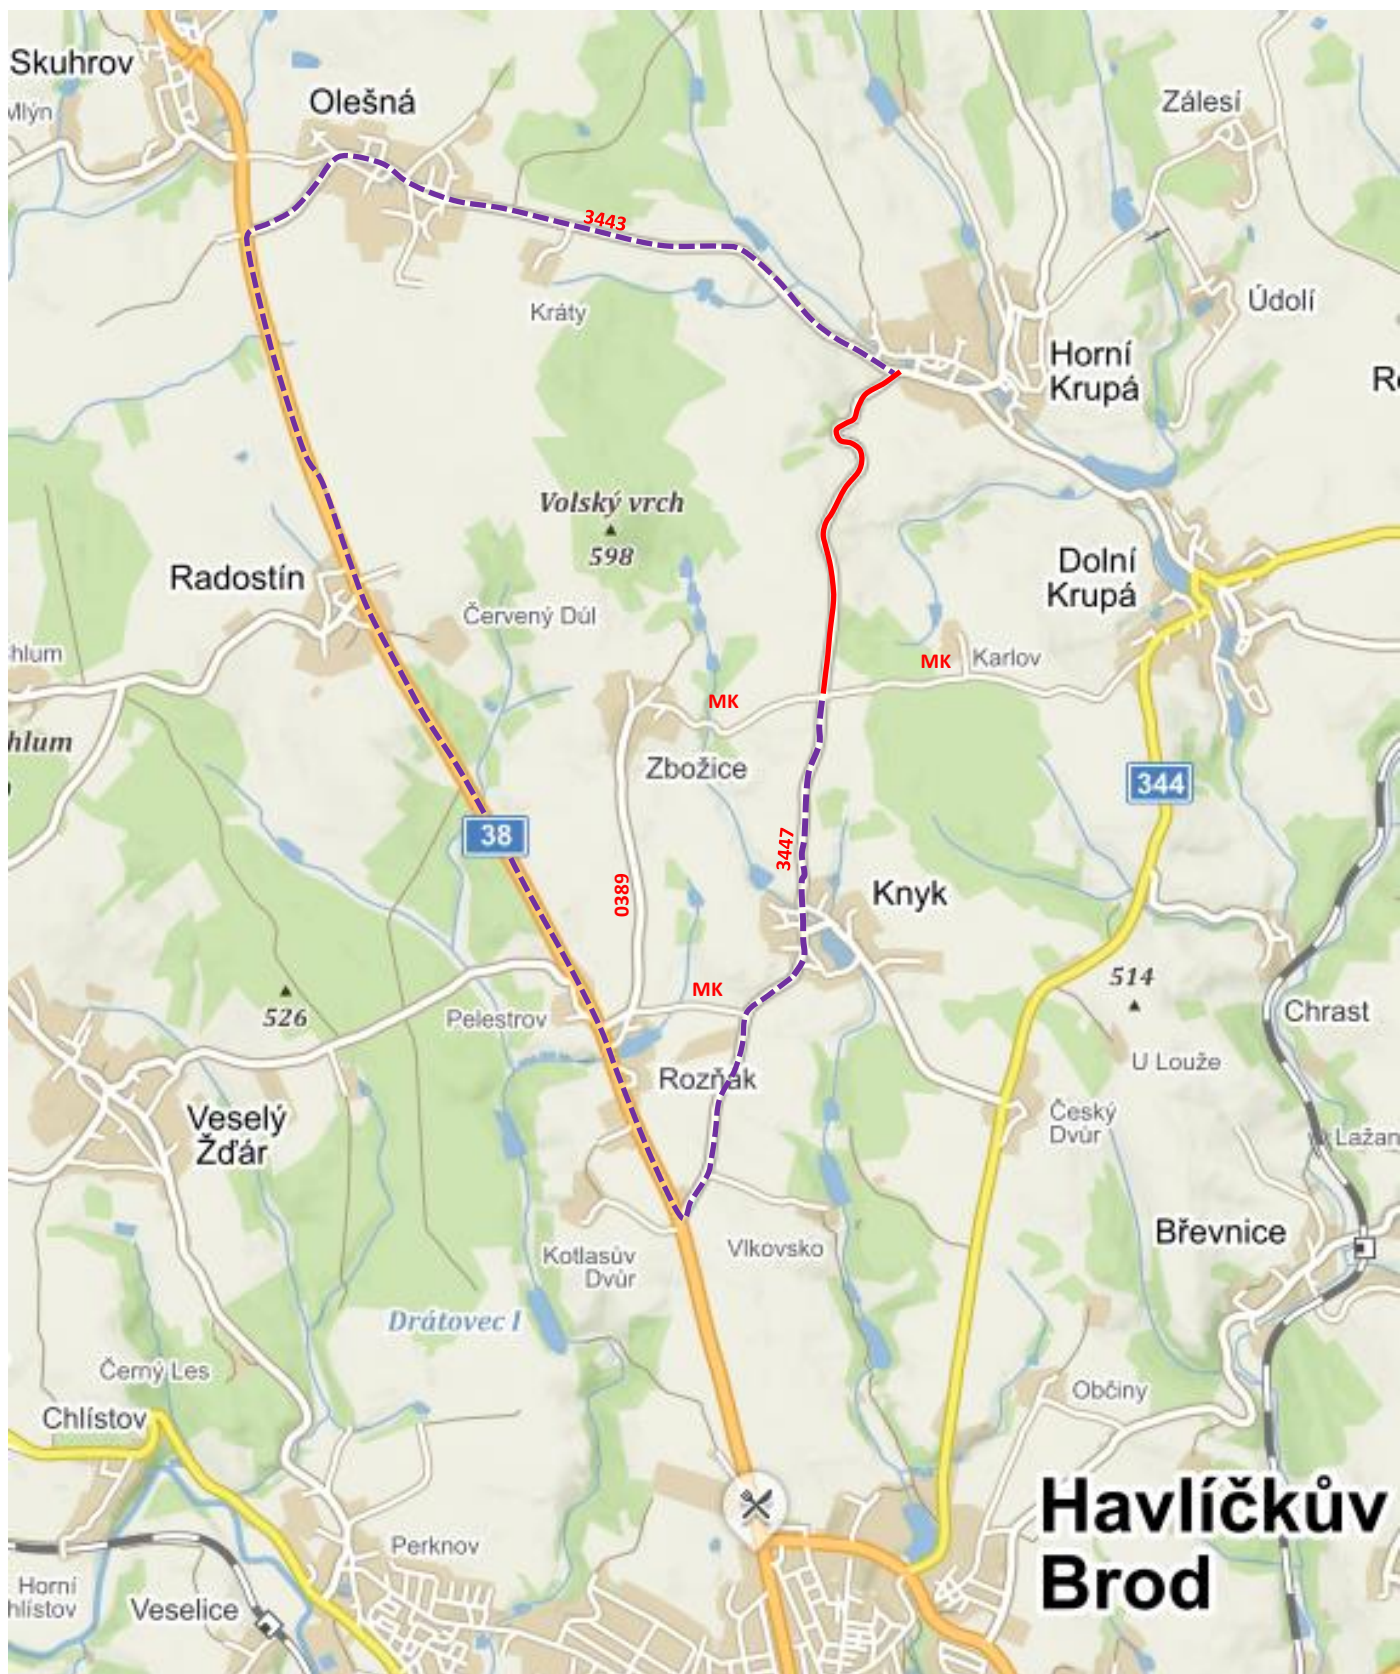 Skuhrov
Mlýn
Olešná
Zálesí
3443
Kráty
Údolí
Horní
Krupá
Volský vrch
598
Radostín
Červený Důl
Dolní
Krupá
MK
Karlov
MK
hlum
hlum
Zbožice
344
38
3447
0389
Knyk
514
MK
526
Pelestrov
Chrast
U Louže
Rozňák
Veselý
Žďár
Český
Dvůr
Lažan
Břevnice
Vlkovsko
Kotlasův
Dvůr
Drátovec I
Černý Les
Občiny
Chlístov
Havlíčkův
Brod
Perknov
Horní
hlístov
Veselice